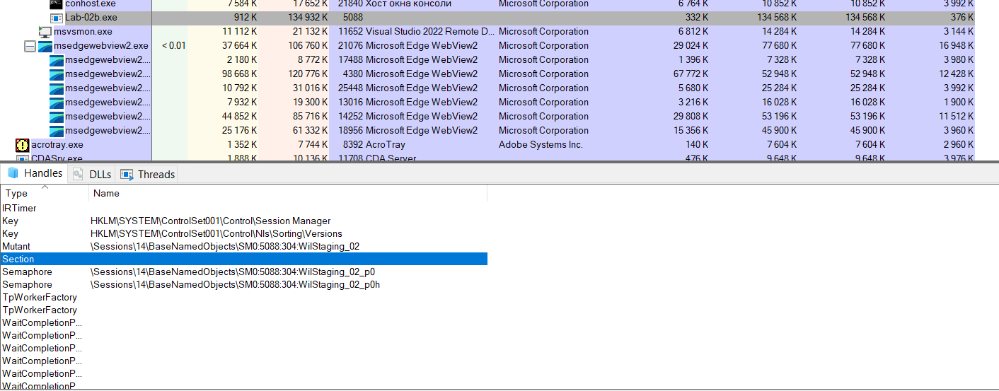 conhost.exe 7 584 K 17 652 K 21840 Хост окна консоли Microsoft Corporation 6 764 K 10 852 K 10 852 K 3 992 K
Lab-02b.exe 912 K 134 932 K 5088 332 K 134 568 K 134 568 K 376 K
msvsmon.exe 11 112 K 21 132 K 11652 Visual Studio 2022 Remote D... Microsoft Corporation 6 812 K 14 284 K 14 284 K 3 144 K
msedgewebview2.exe < 0.01 37 664 K 106 760 K 21076 Microsoft Edge WebView2 Microsoft Corporation 29 024 K 77 680 K 77 680 K 16 948 K
msedgewebview2.... 2 180 K 8 772 K 17488 Microsoft Edge WebView2 Microsoft Corporation 1 396 K 7 328 K 7 328 K 3 980 K
msedgewebview2.... 98 668 K 120 776 K 4380 Microsoft Edge WebView2 Microsoft Corporation 67 772 K 52 948 K 52 948 K 12 428 K
msedgewebview2.... 10 792 K 31 016 K 25448 Microsoft Edge WebView2 Microsoft Corporation 5 680 K 25 284 K 25 284 K 3 992 K
msedgewebview2.... 7 932 K 19 300 K 13016 Microsoft Edge WebView2 Microsoft Corporation 3 216 K 16 028 K 16 028 K 1 900 K
msedgewebview2.... 44 852 K 85 716 K 14252 Microsoft Edge WebView2 Microsoft Corporation 29 808 K 53 196 K 53 196 K 11 512 K
msedgewebview2.... 25 176 K 61 332 K 18956 Microsoft Edge WebView2 Microsoft Corporation 15 356 K 45 900 K 45 900 K 3 960 K
acrotray.exe 1 352 K 7 744 K 8392 AcroTray Adobe Systems Inc. 140 K 7 604 K 7 604 K 2 960 K
CDASrv.exe 1 888 K 10 136 K 11708 CDA Server 476 K 9 648 K 9 648 K 3 976 K
Handles DLLs Threads
Type Name
IRTimer
Key HKLM\SYSTEM\ControlSet001\Control\Session Manager
Key HKLM\SYSTEM\ControlSet001\Control\Nls\Sorting\Versions
Mutant \Sessions\14\BaseNamedObjects\SM0:5088:304:WilStaging_02
Section
Semaphore \Sessions\14\BaseNamedObjects\SM0:5088:304:WilStaging_02_p0
Semaphore \Sessions\14\BaseNamedObjects\SM0:5088:304:WilStaging_02_p0h
TpWorkerFactory
TpWorkerFactory
WaitCompletionP...
WaitCompletionP...
WaitCompletionP...
WaitCompletionP...
WaitCompletionP...
WaitCompletionP